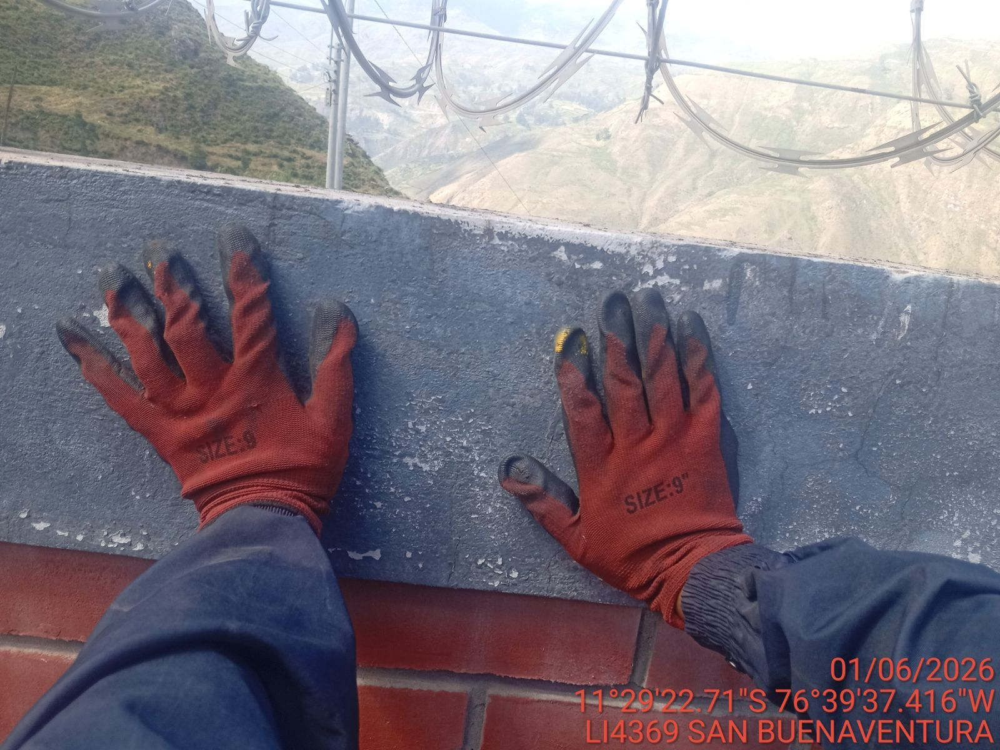 SIZE:9
SIZE:9"
01/06/2026
11°29'22.71"S 76°39'37.416"W
LI4369 SAN BUENAVENTURA